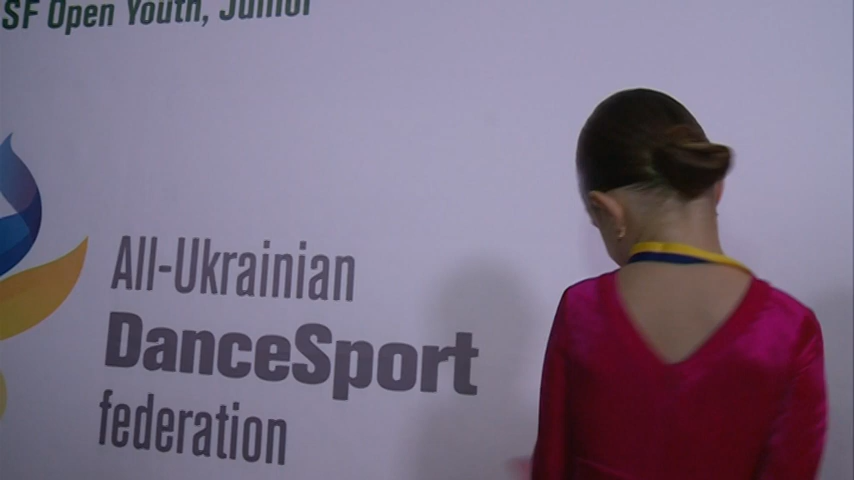 SF Open Youth, Junior
All-Ukrainian
DanceSport
federation